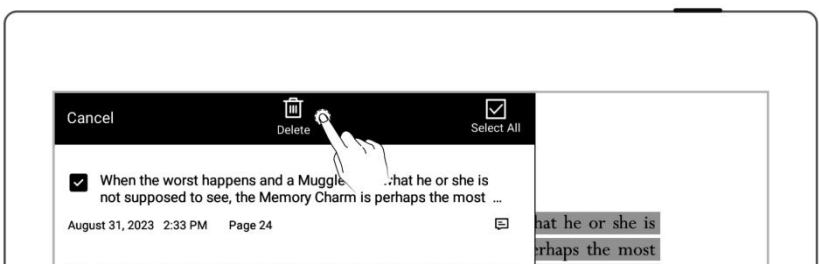 Cancel
Delete
Select All
When the worst happens and a Muggle hat he or she is
not supposed to see, the Memory Charm is perhaps the most ...
August 31, 2023 2:33 PM Page 24
hat he or she is
erhaps the most